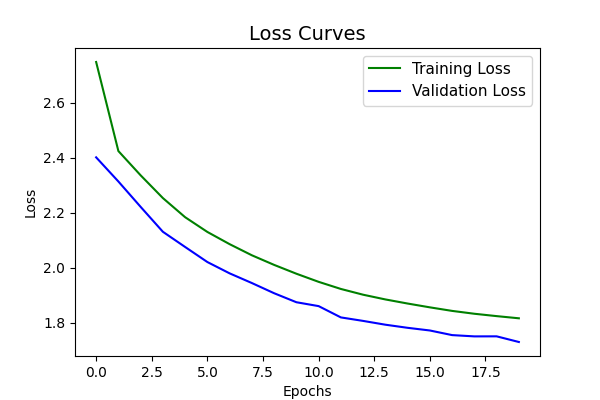 Loss Curves
Training Loss
Validation Loss
2.6
2.4
2.2
2.0
1.8
Loss
0.0 2.5 5.0 7.5 10.0 12.5 15.0 17.5
Epochs